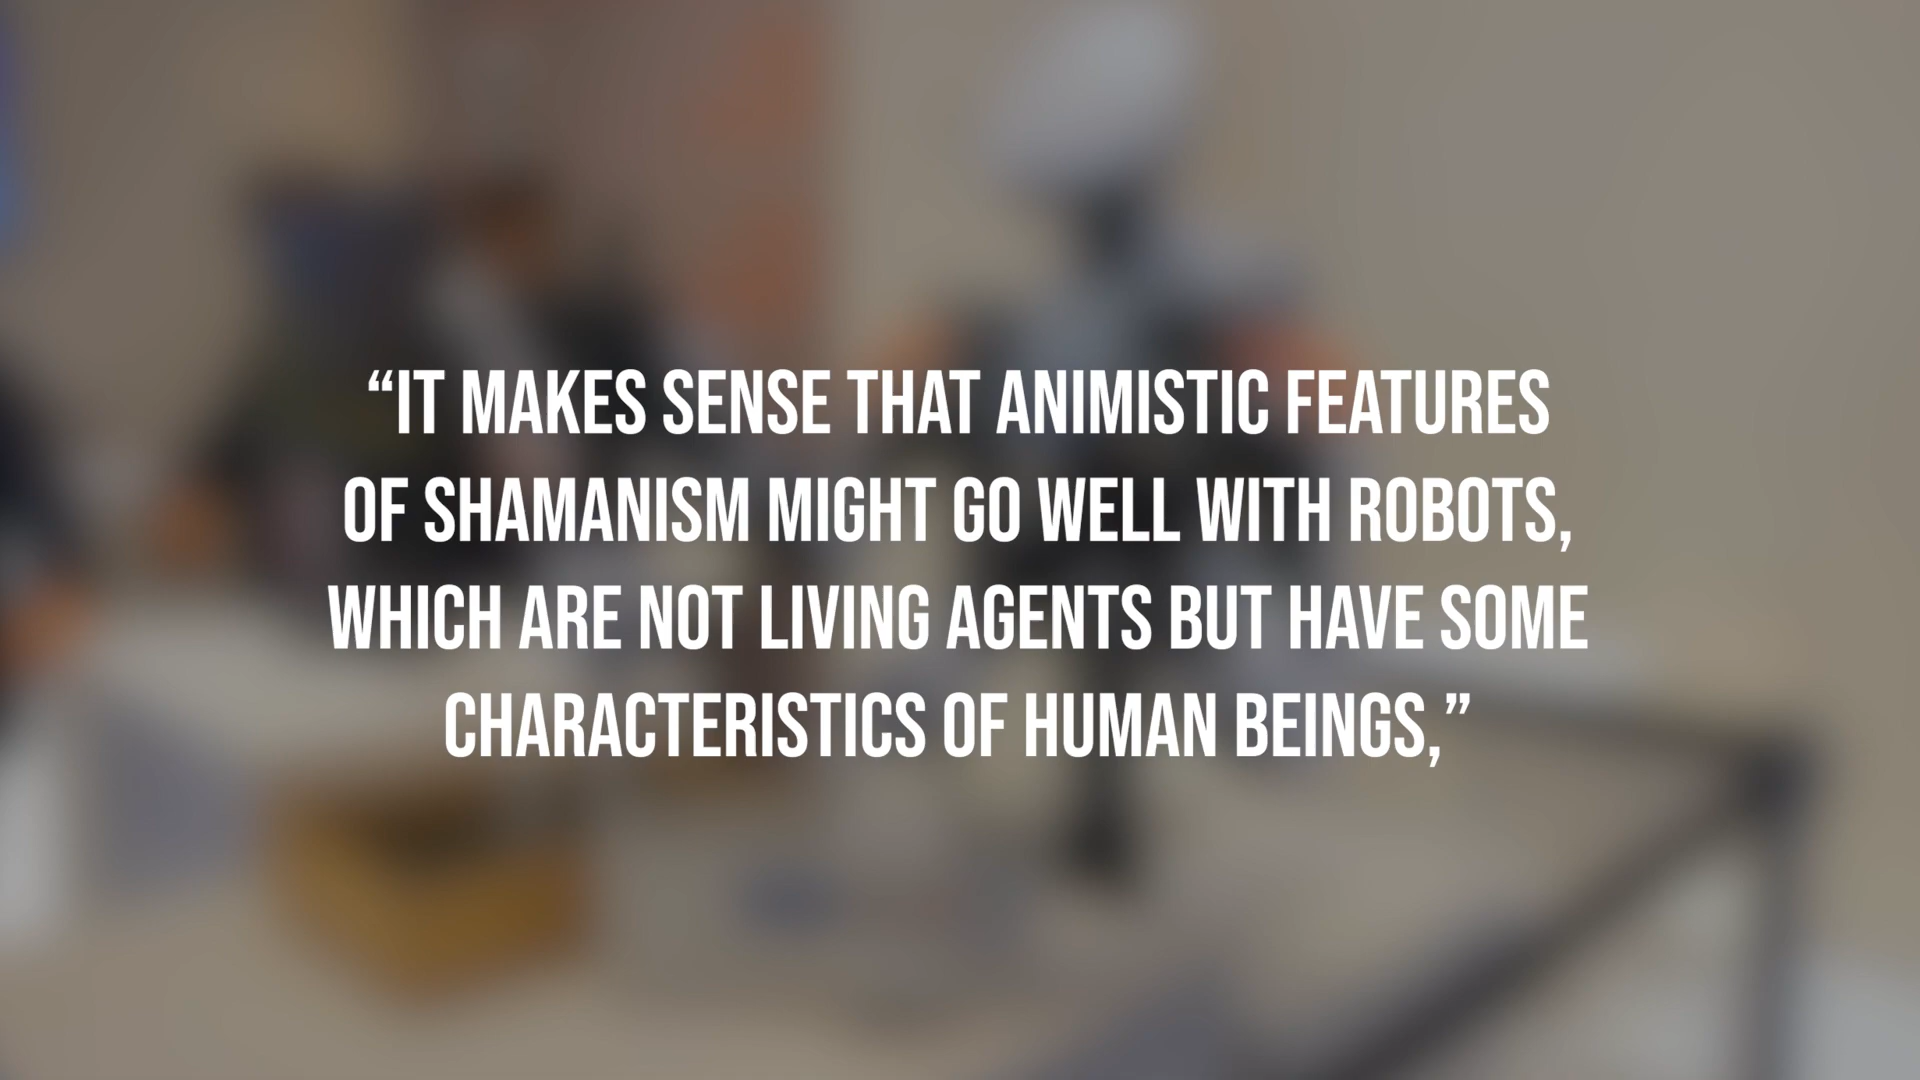 “IT MAKES SENSE THAT ANIMISTIC FEATURES
OF SHAMANISM MIGHT GO WELL WITH ROBOTS,
WHICH ARE NOT LIVING AGENTS BUT HAVE SOME
CHARACTERISTICS OF HUMAN BEINGS,”